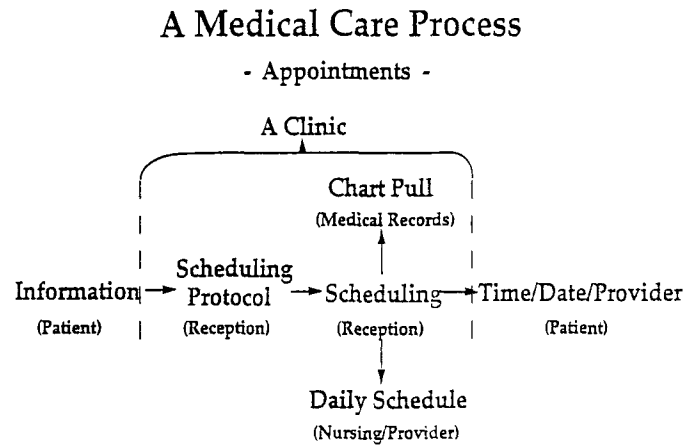 A Medical Care Process
- Appointments -
A Clinic
Chart Pull
(Medical Records)
Information
(Patient)
Scheduling
Protocol
(Reception)
Scheduling
(Reception)
Time/Date/Provider
(Patient)
Daily Schedule
(Nursing/Provider)